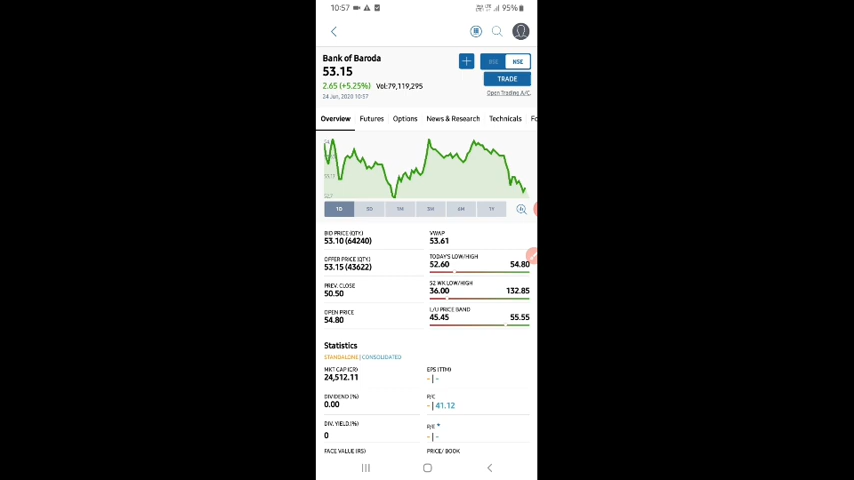 10:57
95%
Bank of Baroda
BSE NSE
53.15
TRADE
2.65 (+5.25%) Vol:79,119,295
24 Jun, 2020 10:57
Open Trading A/C.
Overview Futures Options News & Research Technicals Fo
1D 5D 1M 3M 6M 1Y
BID PRICE (QTY) VWAP
53.10 (64240) 53.61
OFFER PRICE (QTY) TODAY'S LOW/HIGH
53.15 (43622) 52.60 54.80
PREV. CLOSE 52 WK LOW/HIGH
50.50 36.00 132.85
OPEN PRICE L/U PRICE BAND
54.80 45.45 55.55
Statistics
STANDALONE | CONSOLIDATED
MKT CAP (CR) EPS (TTM)
24,512.11 - | -
DIVIDEND (%) P/C
0.00 - | 41.12
DIV. YIELD.(%) P/E *
0 - | -
FACE VALUE (RS) PRICE/ BOOK